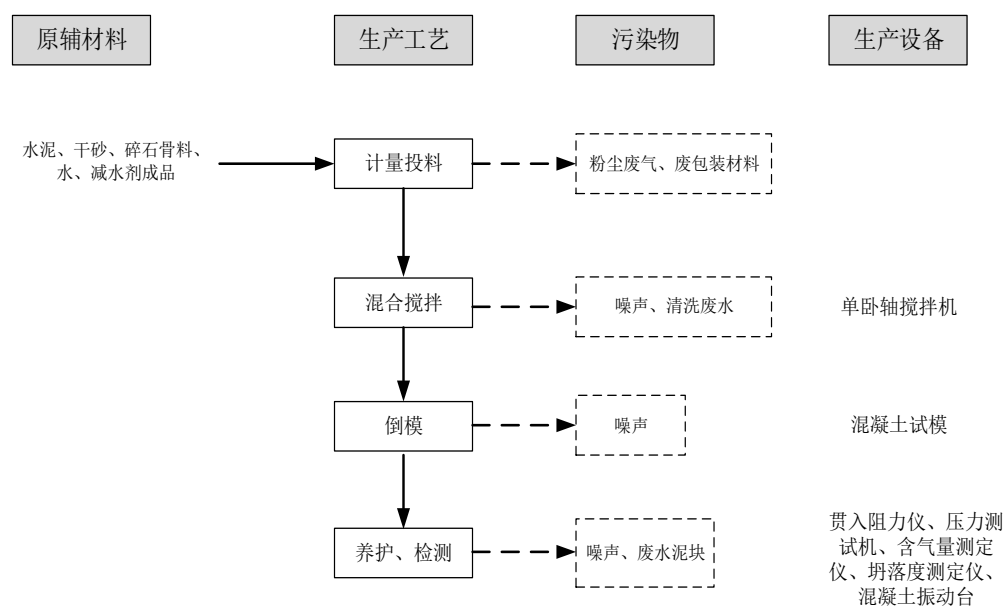 原辅材料
生产工艺
污染物
生产设备
水泥、干砂、碎石骨料、
水、减水剂成品
计量投料
粉尘废气、废包装材料
混合搅拌
噪声、清洗废水
单卧轴搅拌机
倒模
噪声
混凝土试模
养护、检测
噪声、废水泥块
贯入阻力仪、压力测
试机、含气量测定
仪、坍落度测定仪、
混凝土振动台